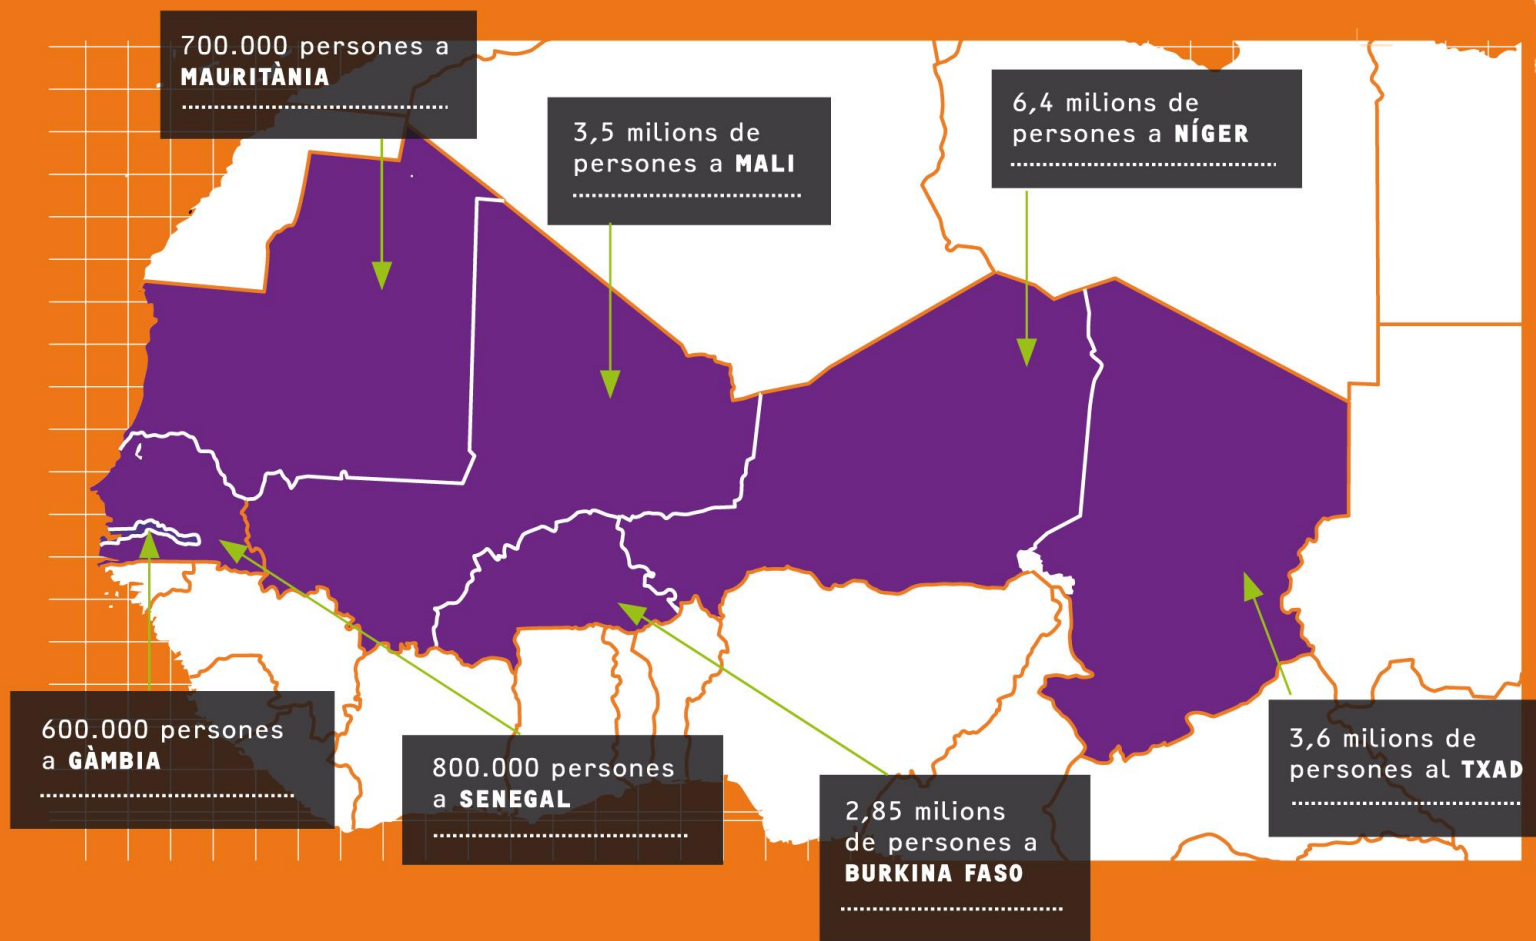 700.000 persones a
MAURITÀNIA
3,5 milions de
persones a MALI
6,4 milions de
persones a NÍGER
600.000 persones
a GÀMBIA
800.000 persones
a SENEGAL
2,85 milions
de persones a
BURKINA FASO
3,6 milions de
persones al TXAD